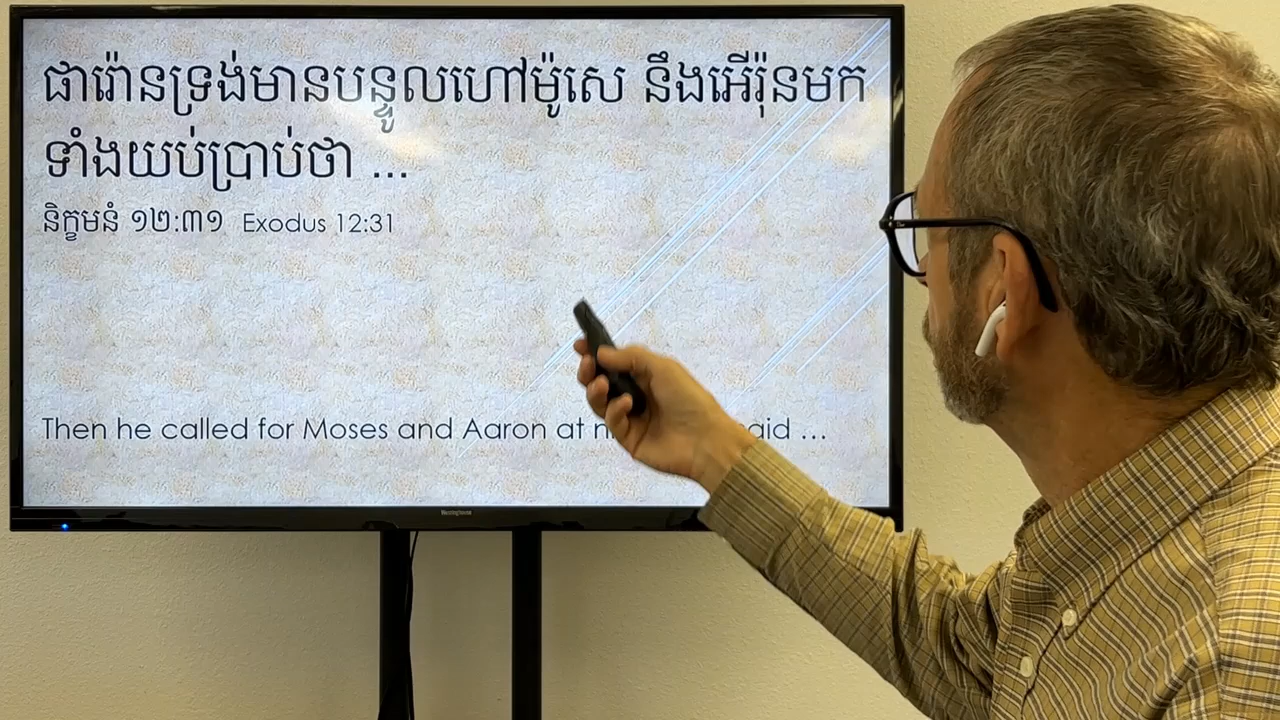 ផារ៉ោនទ្រង់មានបន្ទូលហៅម៉ូសេ នឹងអើរ៉ុនមក
ទាំងយប់ប្រាប់ថា ...
និក្ខមនំ ១២:៣១ Exodus 12:31
Then he called for Moses and Aaron at ...
Westinghouse